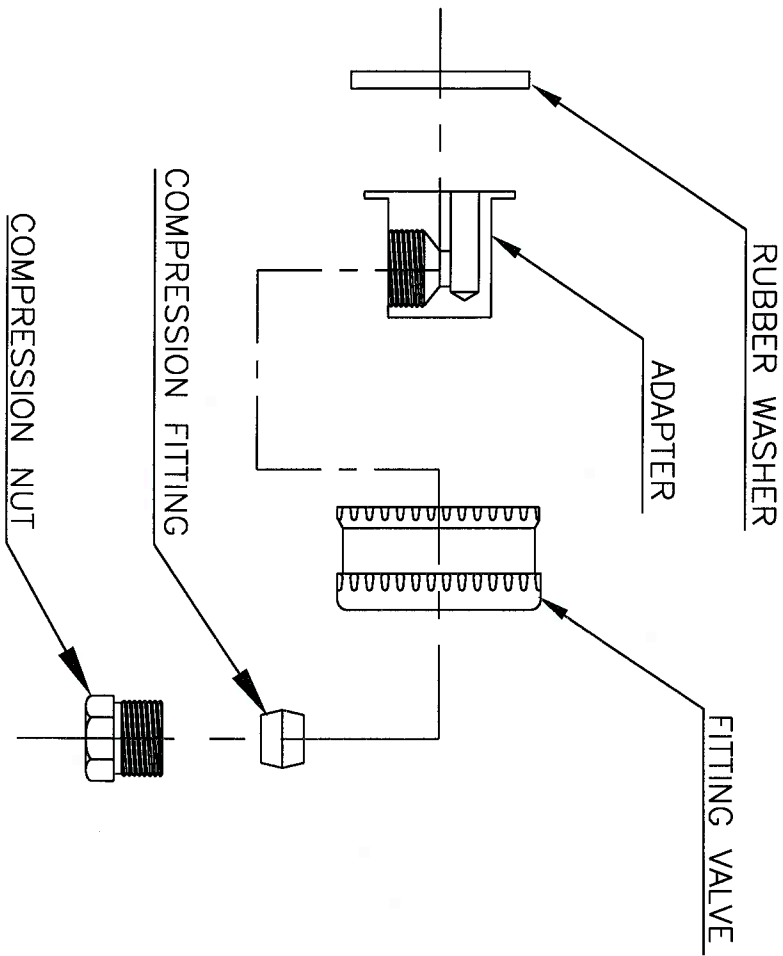 RUBBER WASHER
ADAPTER
FITTING VALVE
COMPRESSION FITTING
COMPRESSION NUT